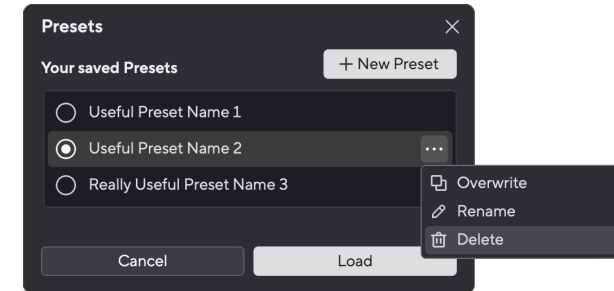 Presets
Your saved Presets
+ New Preset
Useful Preset Name 1
Useful Preset Name 2
Really Useful Preset Name 3
Overwrite
Rename
Delete
Cancel
Load